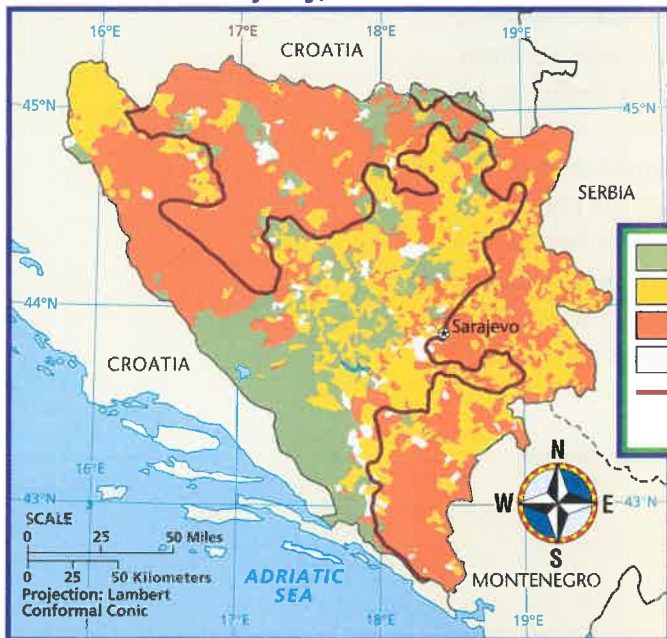 16°E
17°E
18°E
19°E
CROATIA
45°N
45°N
SERBIA
44°N
Sarajevo
CROATIA
16°E
43°N
43°N
N
W
E
S
SCALE
0 25 50 Miles
0 25 50 Kilometers
Projection: Lambert
Conformal Conic
ADRIATIC
SEA
MONTENEGRO
17°E
18°E
19°E